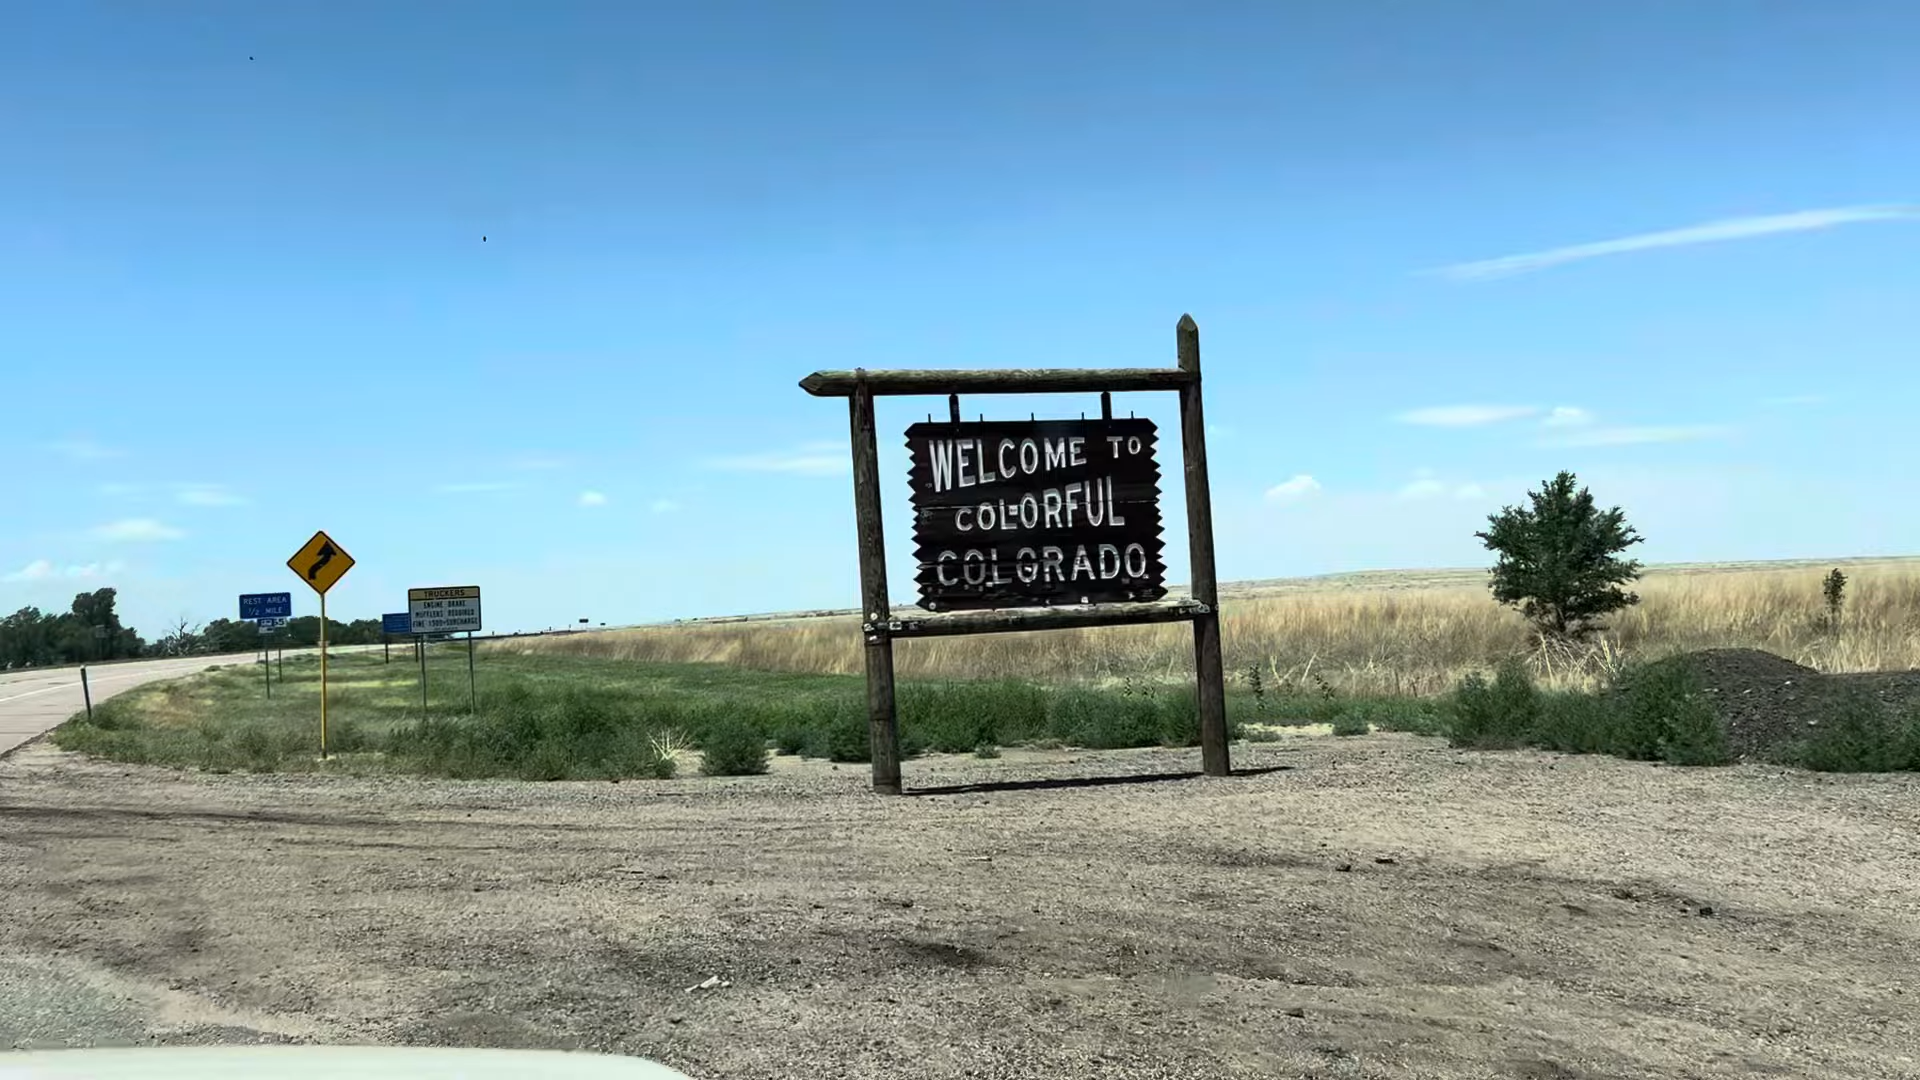 WELCOME TO
COLORFUL
COLORADO
REST AREA
1/2 MILE
TRUCKERS
ENGINE BRAKE
MUFFLERS REQUIRED